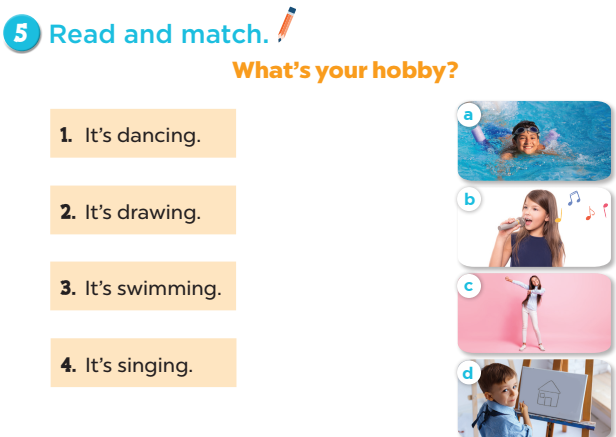 5 Read and match.
What's your hobby?
1. It's dancing.
2. It's drawing.
3. It's swimming.
4. It's singing.
a
b
c
d